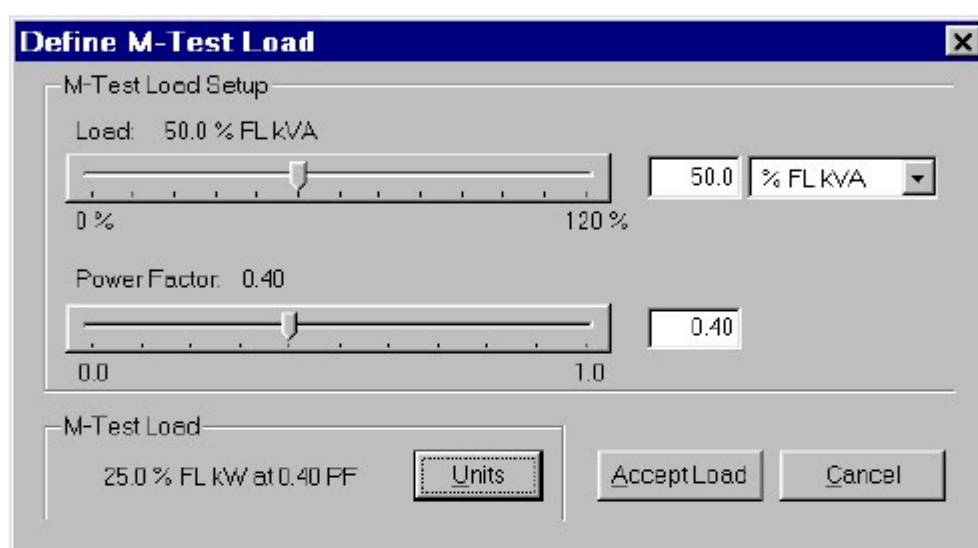 Define M-Test Load
M-Test Load Setup
Load: 50.0 % FL kVA
50.0 % FL kVA
0 % 120 %
Power Factor: 0.40
0.40
0.0 1.0
M-Test Load
25.0 % FL kW at 0.40 PF
Units
Accept Load
Cancel